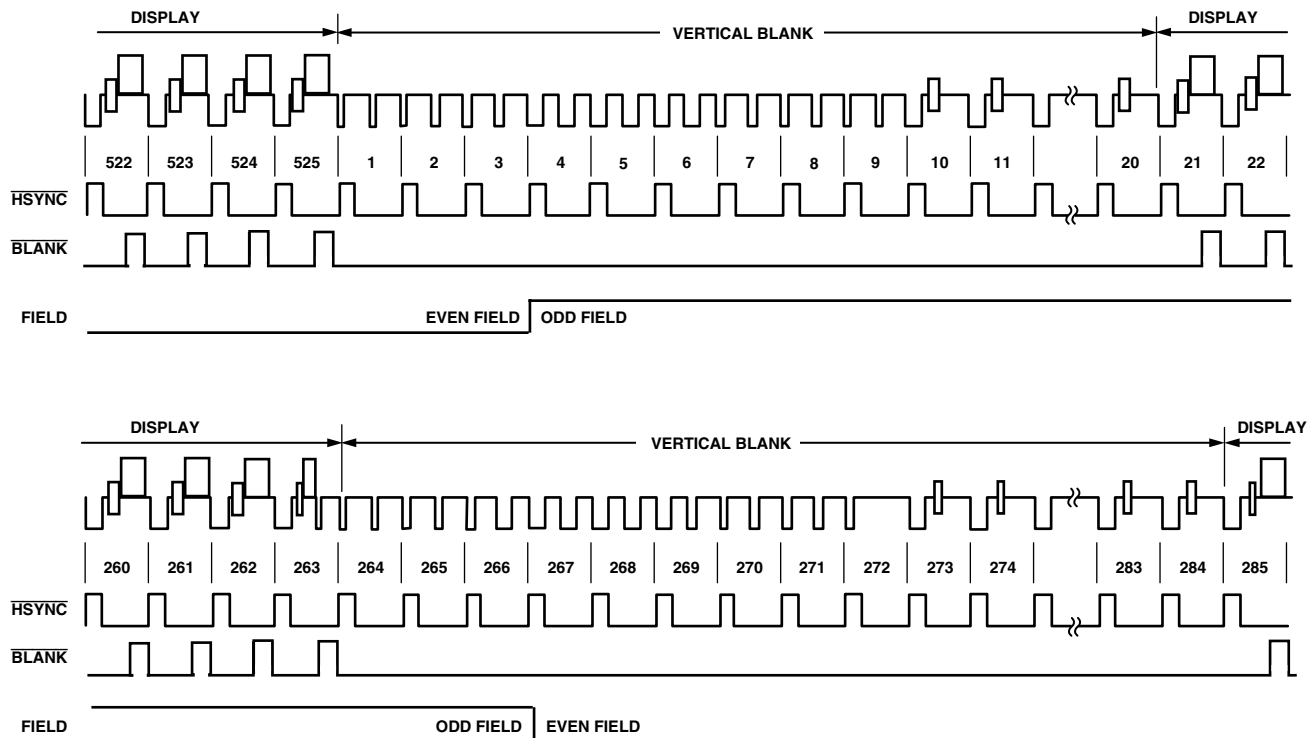 DISPLAY VERTICAL BLANK DISPLAY
522 523 524 525 1 2 3 4 5 6 7 8 9 10 11 20 21 22
HSYNC
BLANK
FIELD EVEN FIELD ODD FIELD
DISPLAY VERTICAL BLANK DISPLAY
260 261 262 263 264 265 266 267 268 269 270 271 272 273 274 283 284 285
HSYNC
BLANK
FIELD ODD FIELD EVEN FIELD